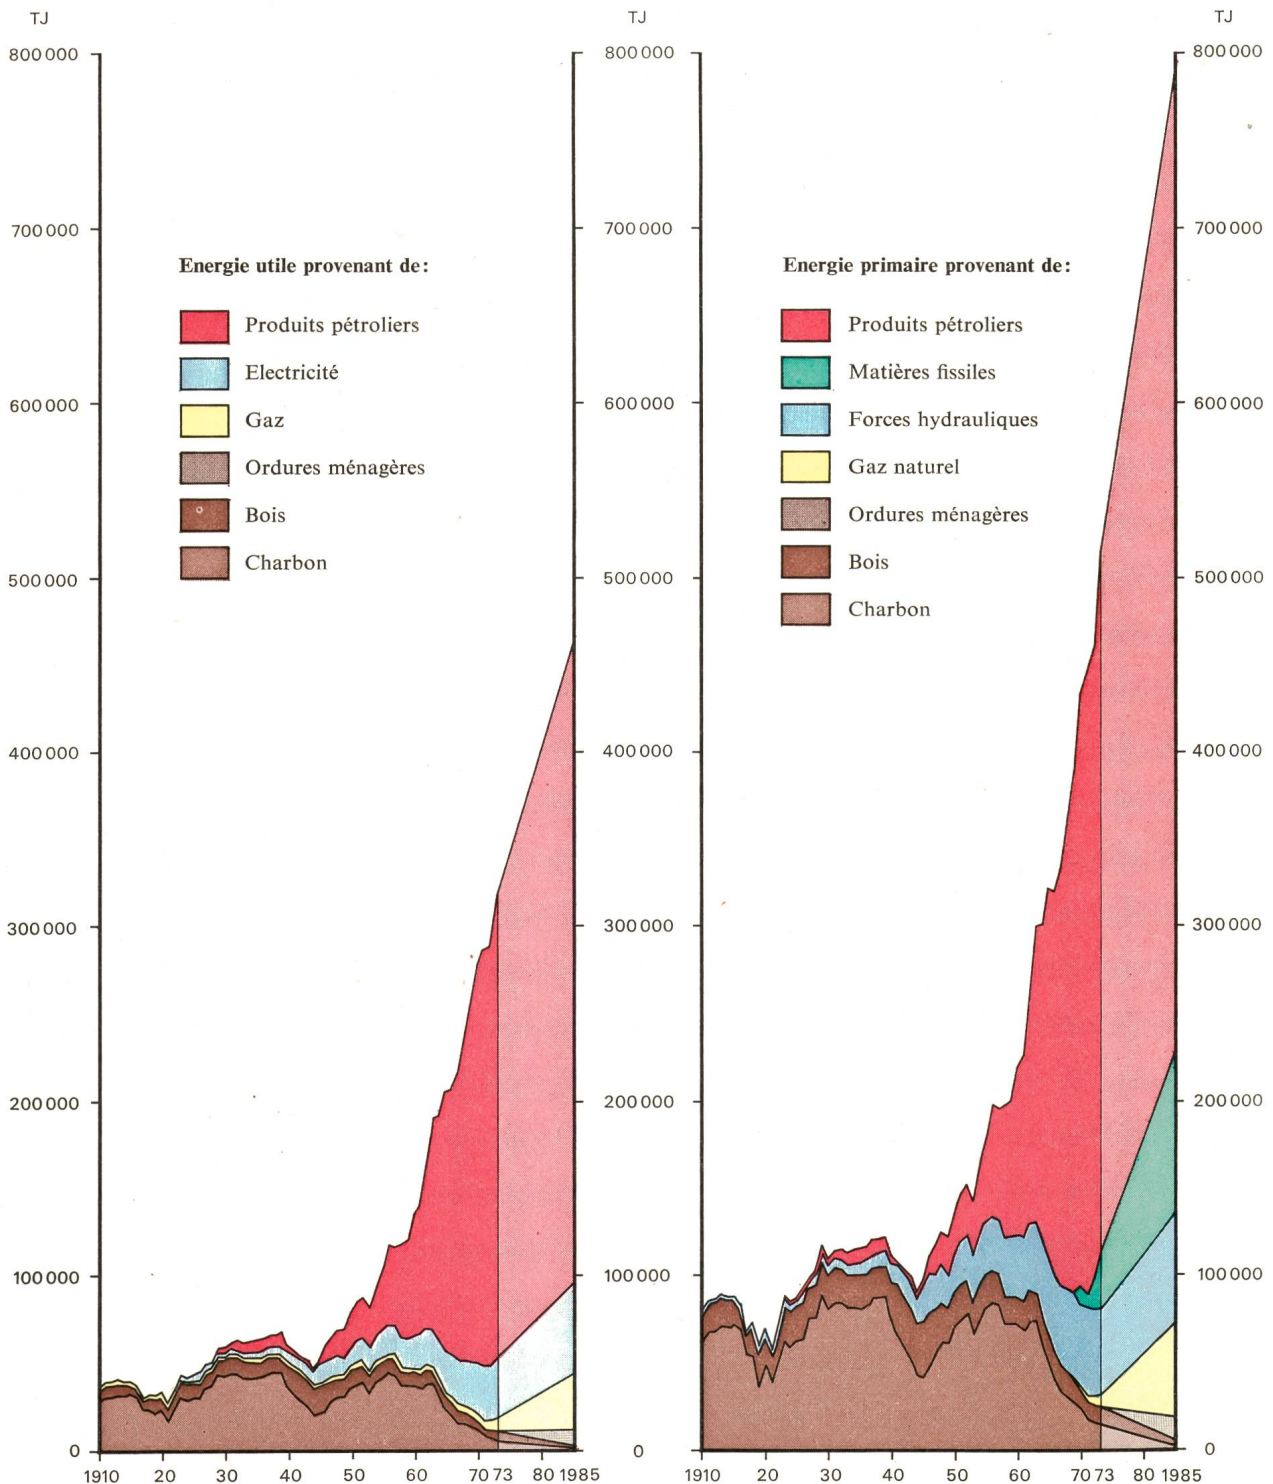 TJ
TJ
TJ
800 000
800 000
800 000
700 000
700 000
700 000
Energie utile provenant de:
Produits pétroliers
Electricité
Gaz
Ordures ménagères
Bois
Charbon
Energie primaire provenant de:
Produits pétroliers
Matières fissiles
Forces hydrauliques
Gaz naturel
Ordures ménagères
Bois
Charbon
600 000
600 000
600 000
500 000
500 000
500 000
400 000
400 000
400 000
300 000
300 000
300 000
200 000
200 000
200 000
100 000
100 000
100 000
0
0
0
1910 20 30 40 50 60 70 73 80 1985
1910 20 30 40 50 60 70 73 80 1985